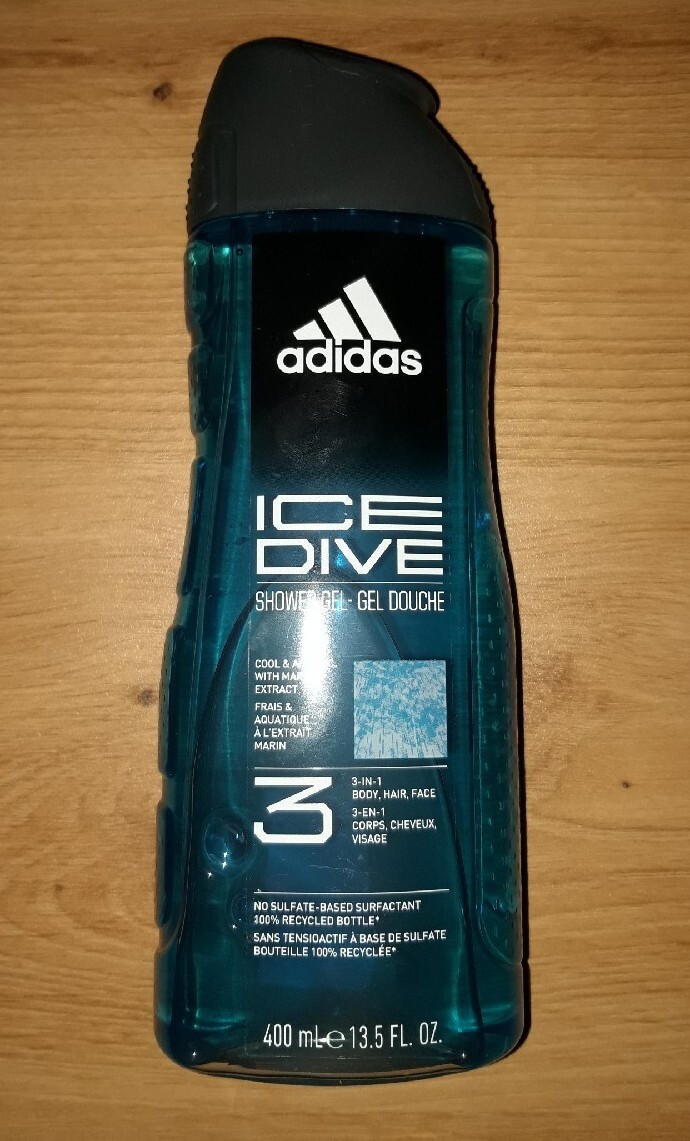 adidas
ICE
DIVE
SHOWER GEL - GEL DOUCHE
COOL &
WITH
EXTRACT
FRAIS &
AQUATIQUE
À L'EXTRAIT
MARIN
3
3-IN-1
BODY, HAIR, FACE
3-EN-1
CORPS, CHEVEUX,
VISAGE
NO SULFATE-BASED SURFACTANT
100% RECYCLED BOTTLE*
SANS TENSIOACTIF À BASE DE SULFATE
BOUTEILLE 100% RECYCLÉE*
400 mL℮13.5 FL. OZ.